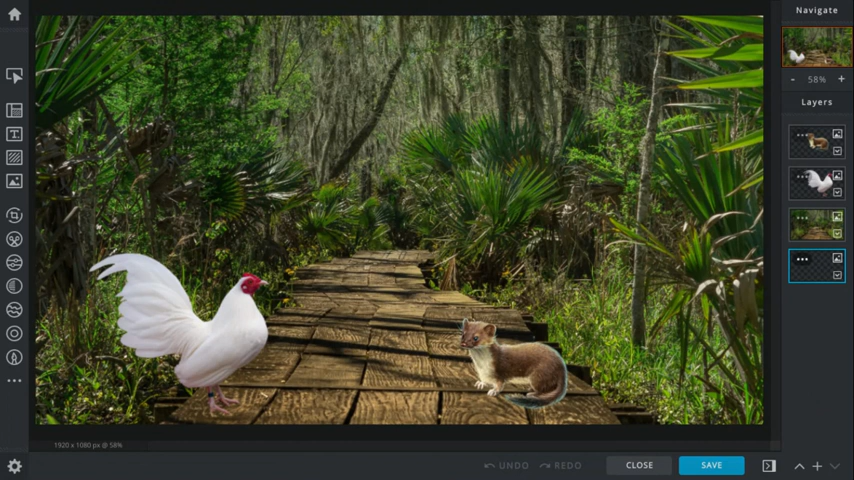 Navigate
- 58% +
Layers
1920 x 1080 px @ 58%
UNDO REDO CLOSE SAVE